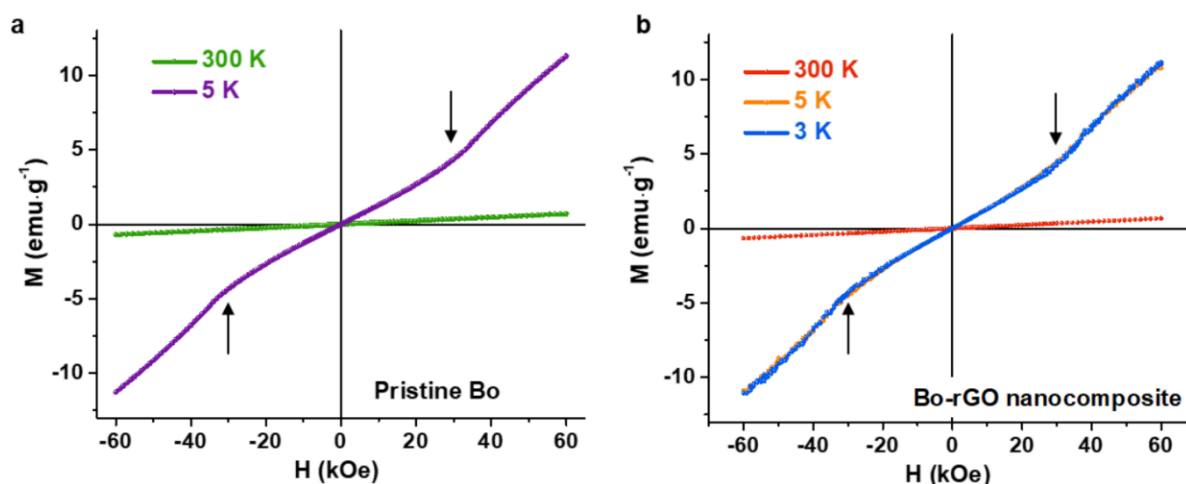 a
300 K
5 K
M (emu·g⁻¹)
10
5
0
-5
-10
-60
-40
-20
0
20
40
60
H (kOe)
Pristine Bo
b
300 K
5 K
3 K
M (emu·g⁻¹)
10
5
0
-5
-10
-60
-40
-20
0
20
40
60
H (kOe)
Bo-rGO nanocomposite